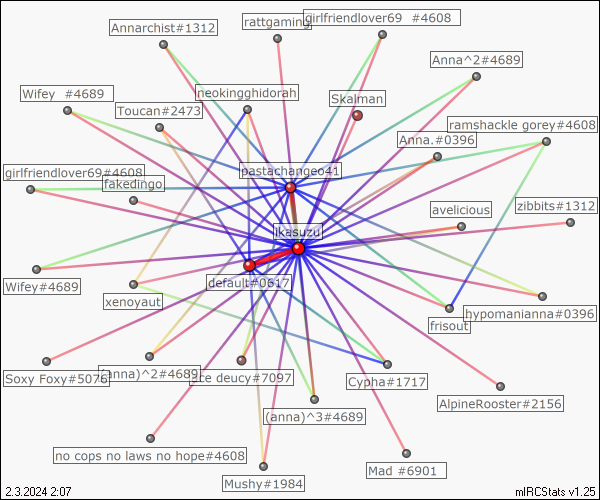 Annarchist#1312
rattgaming
girlfriendlover69 #4608
Anna^2#4689
Wifey #4689
neokingghidorah
Skalman
Toucan#2473
ramshackle gorey#4608
Anna.#0396
pastachangeo41
girlfriendlover69#4608
fakedingo
avelicious
zibbits#1312
ikasuzu
default#0617
Wifey#4689
xenoyaut
hypomanianna#0396
frisout
Soxy Foxy#5076
(anna)^2#4689
deucy#7097
Cypha#1717
AlpineRooster#2156
(anna)^3#4689
no cops no laws no hope#4608
Mad #6901
Mushy#1984
2.3.2024 2:07
mIRCStats v1.25